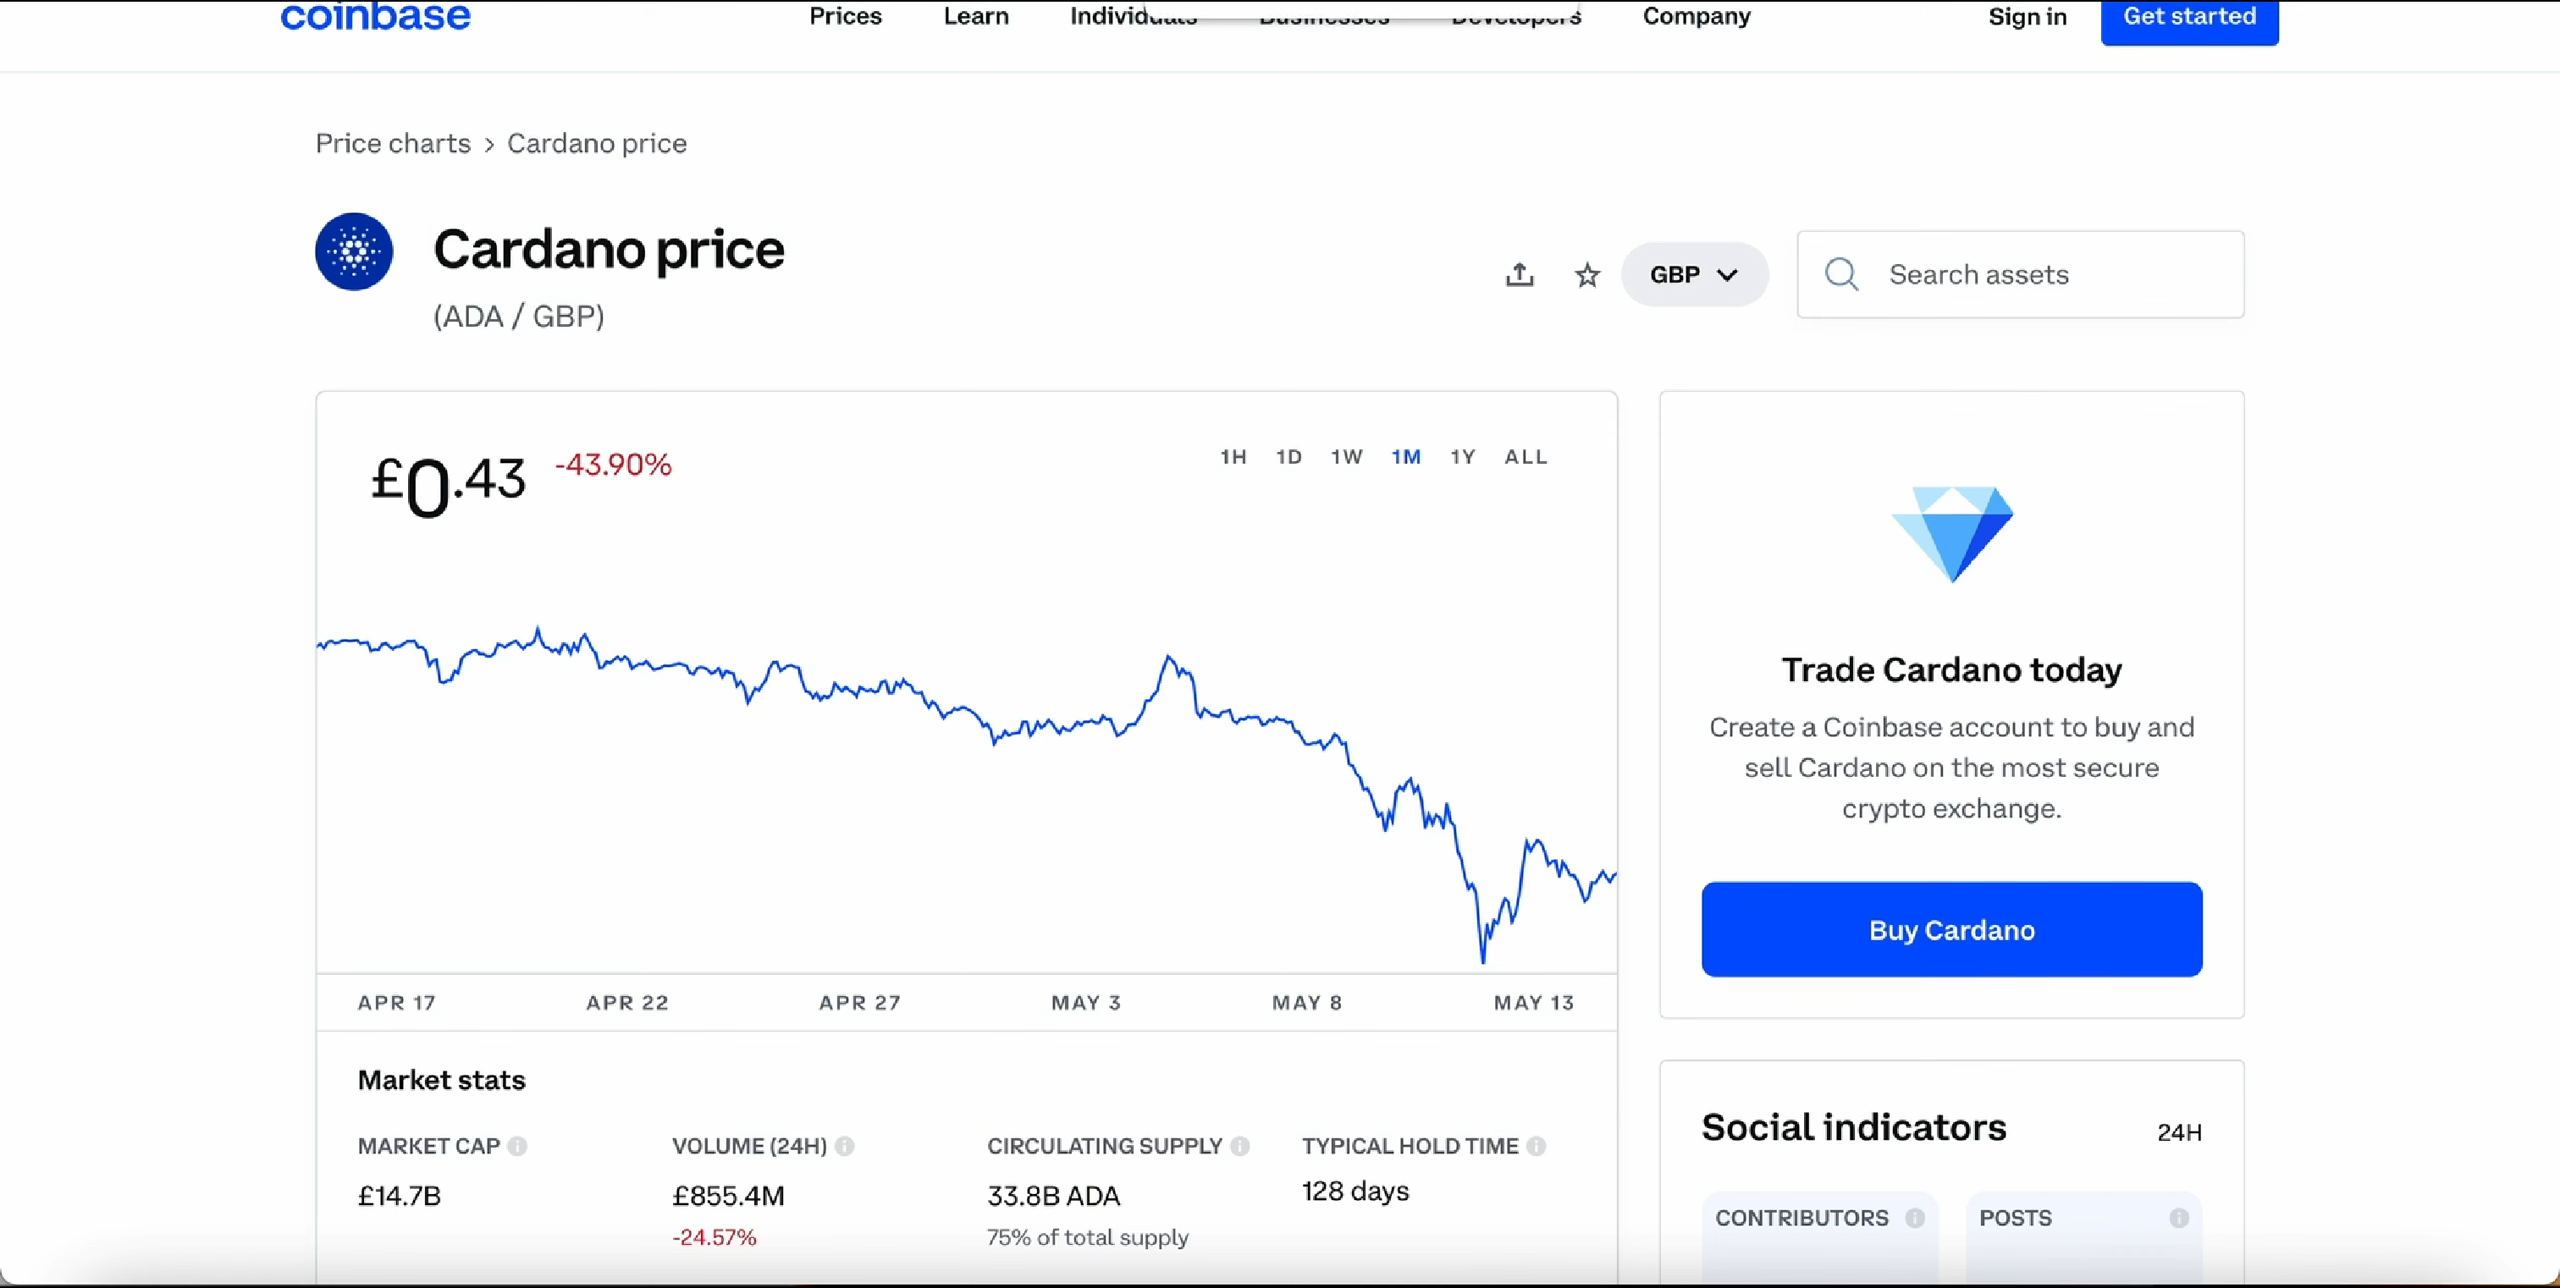 coinbase
Prices Learn Individuals Businesses Developers Company Sign in Get started
Price charts > Cardano price
Cardano price
(ADA / GBP)
GBP
Search assets
£0.43 -43.90%
1H 1D 1W 1M 1Y ALL
APR 17 APR 22 APR 27 MAY 3 MAY 8 MAY 13
Trade Cardano today
Create a Coinbase account to buy and
sell Cardano on the most secure
crypto exchange.
Buy Cardano
Market stats
MARKET CAP VOLUME (24H) CIRCULATING SUPPLY TYPICAL HOLD TIME
£14.7B £855.4M 33.8B ADA 128 days
-24.57% 75% of total supply
Social indicators 24H
CONTRIBUTORS POSTS